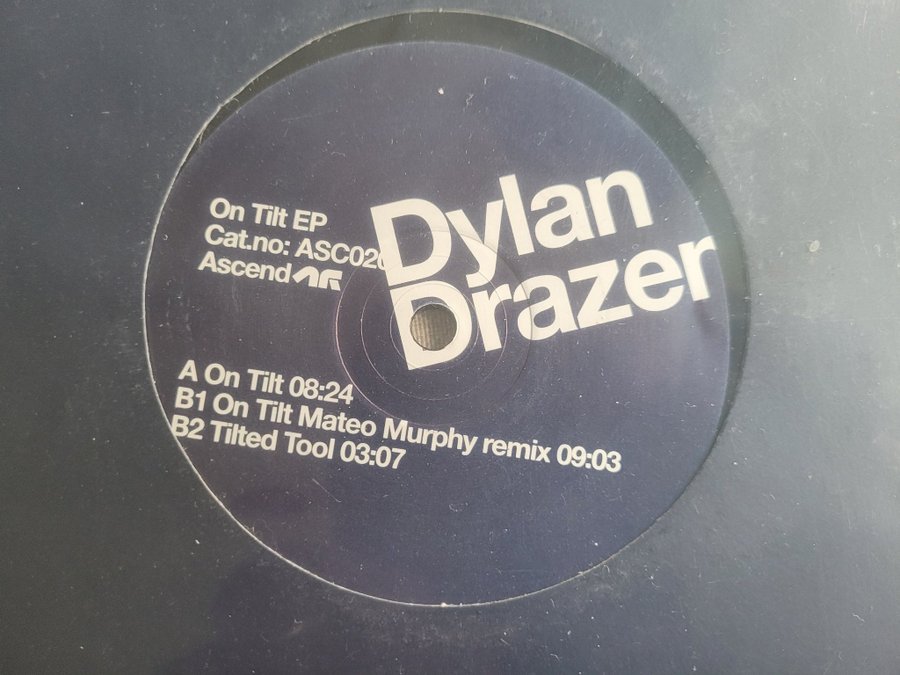 Dylan
Drazer
On Tilt EP
Cat.no: ASC020
Ascend
A On Tilt 08:24
B1 On Tilt Mateo Murphy remix 09:03
B2 Tilted Tool 03:07